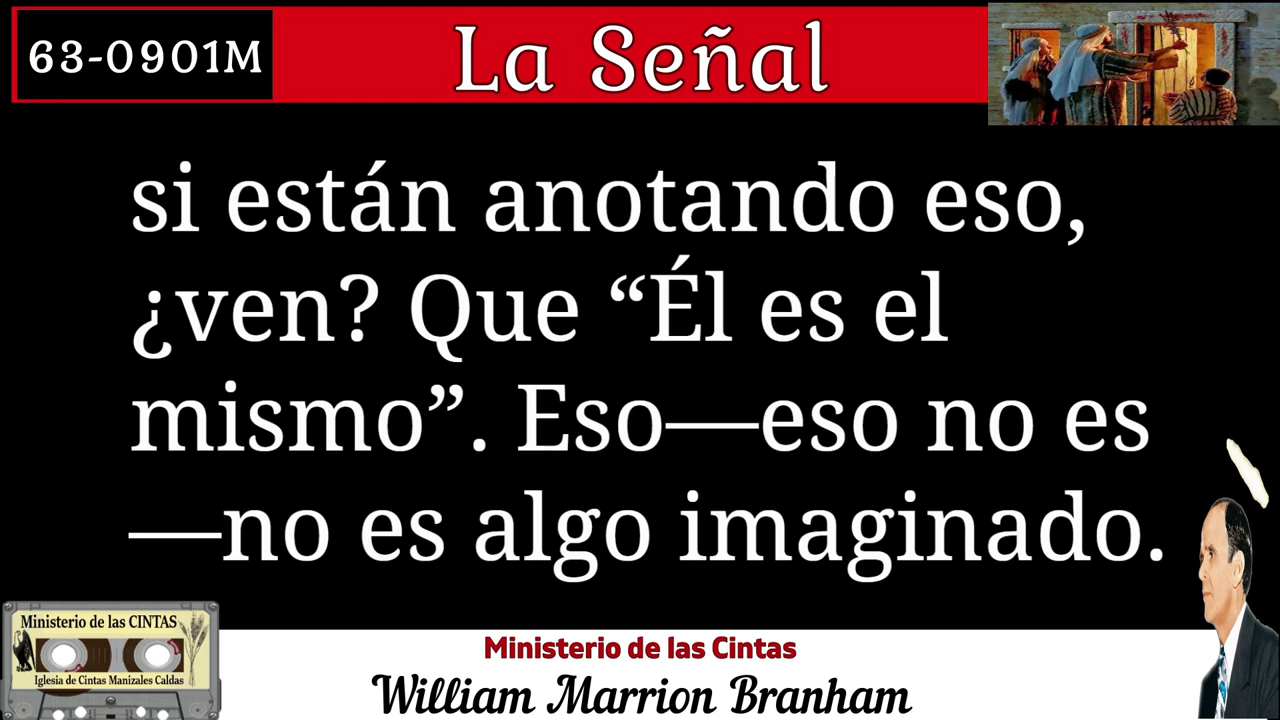 63-0901M
La Señal
si están anotando eso,
¿ven? Que “Él es el
mismo”. Eso—eso no es
—no es algo imaginado.
Ministerio de las CINTAS
Iglesia de Cintas Manizales Caldas
Ministerio de las Cintas
William Marrion Branham